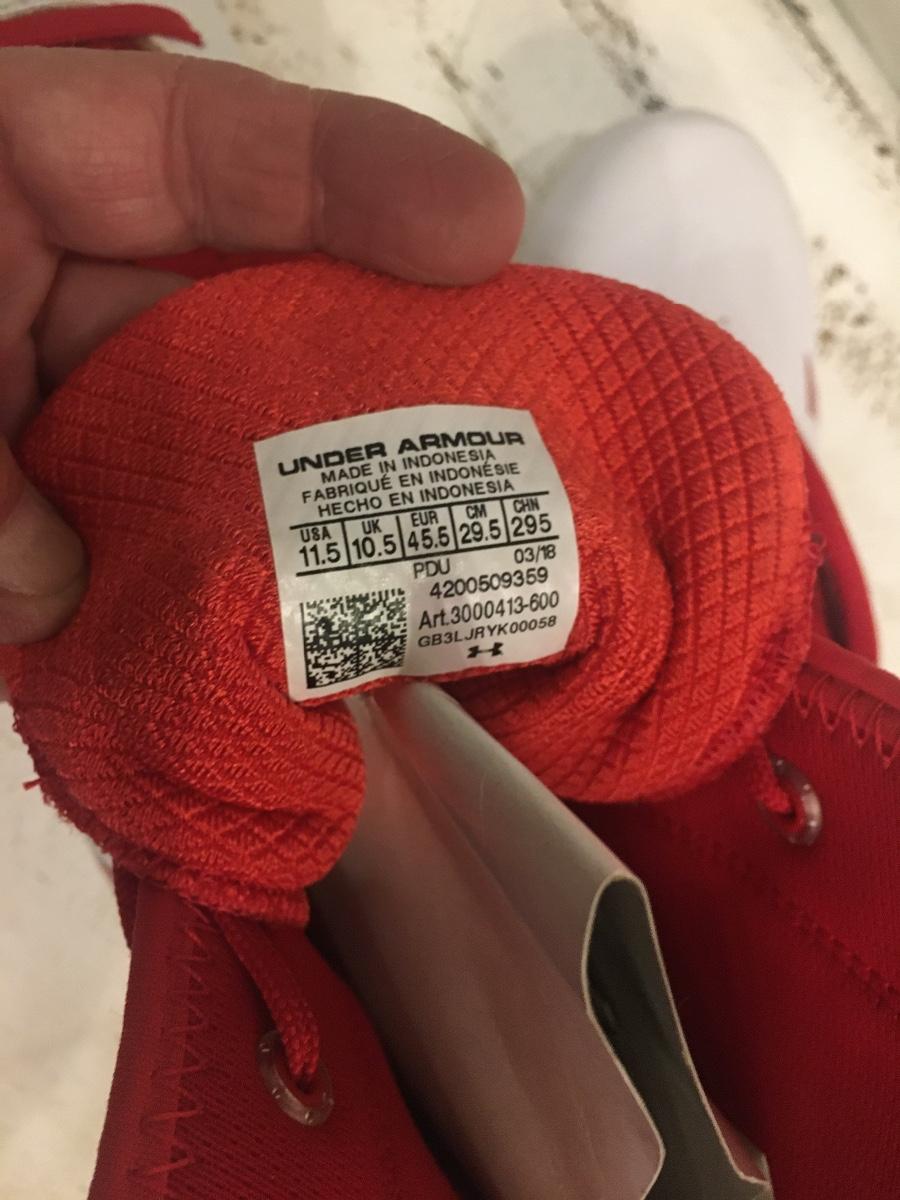 UNDER ARMOUR
MADE IN INDONESIA
FABRIQUÉ EN INDONÉSIE
HECHO EN INDONESIA
USA UK EUR CM CHN
11.5 10.5 45.5 29.5 295
PDU 03/18
4200509359
Art.3000413-600
GB3LJRYK00058